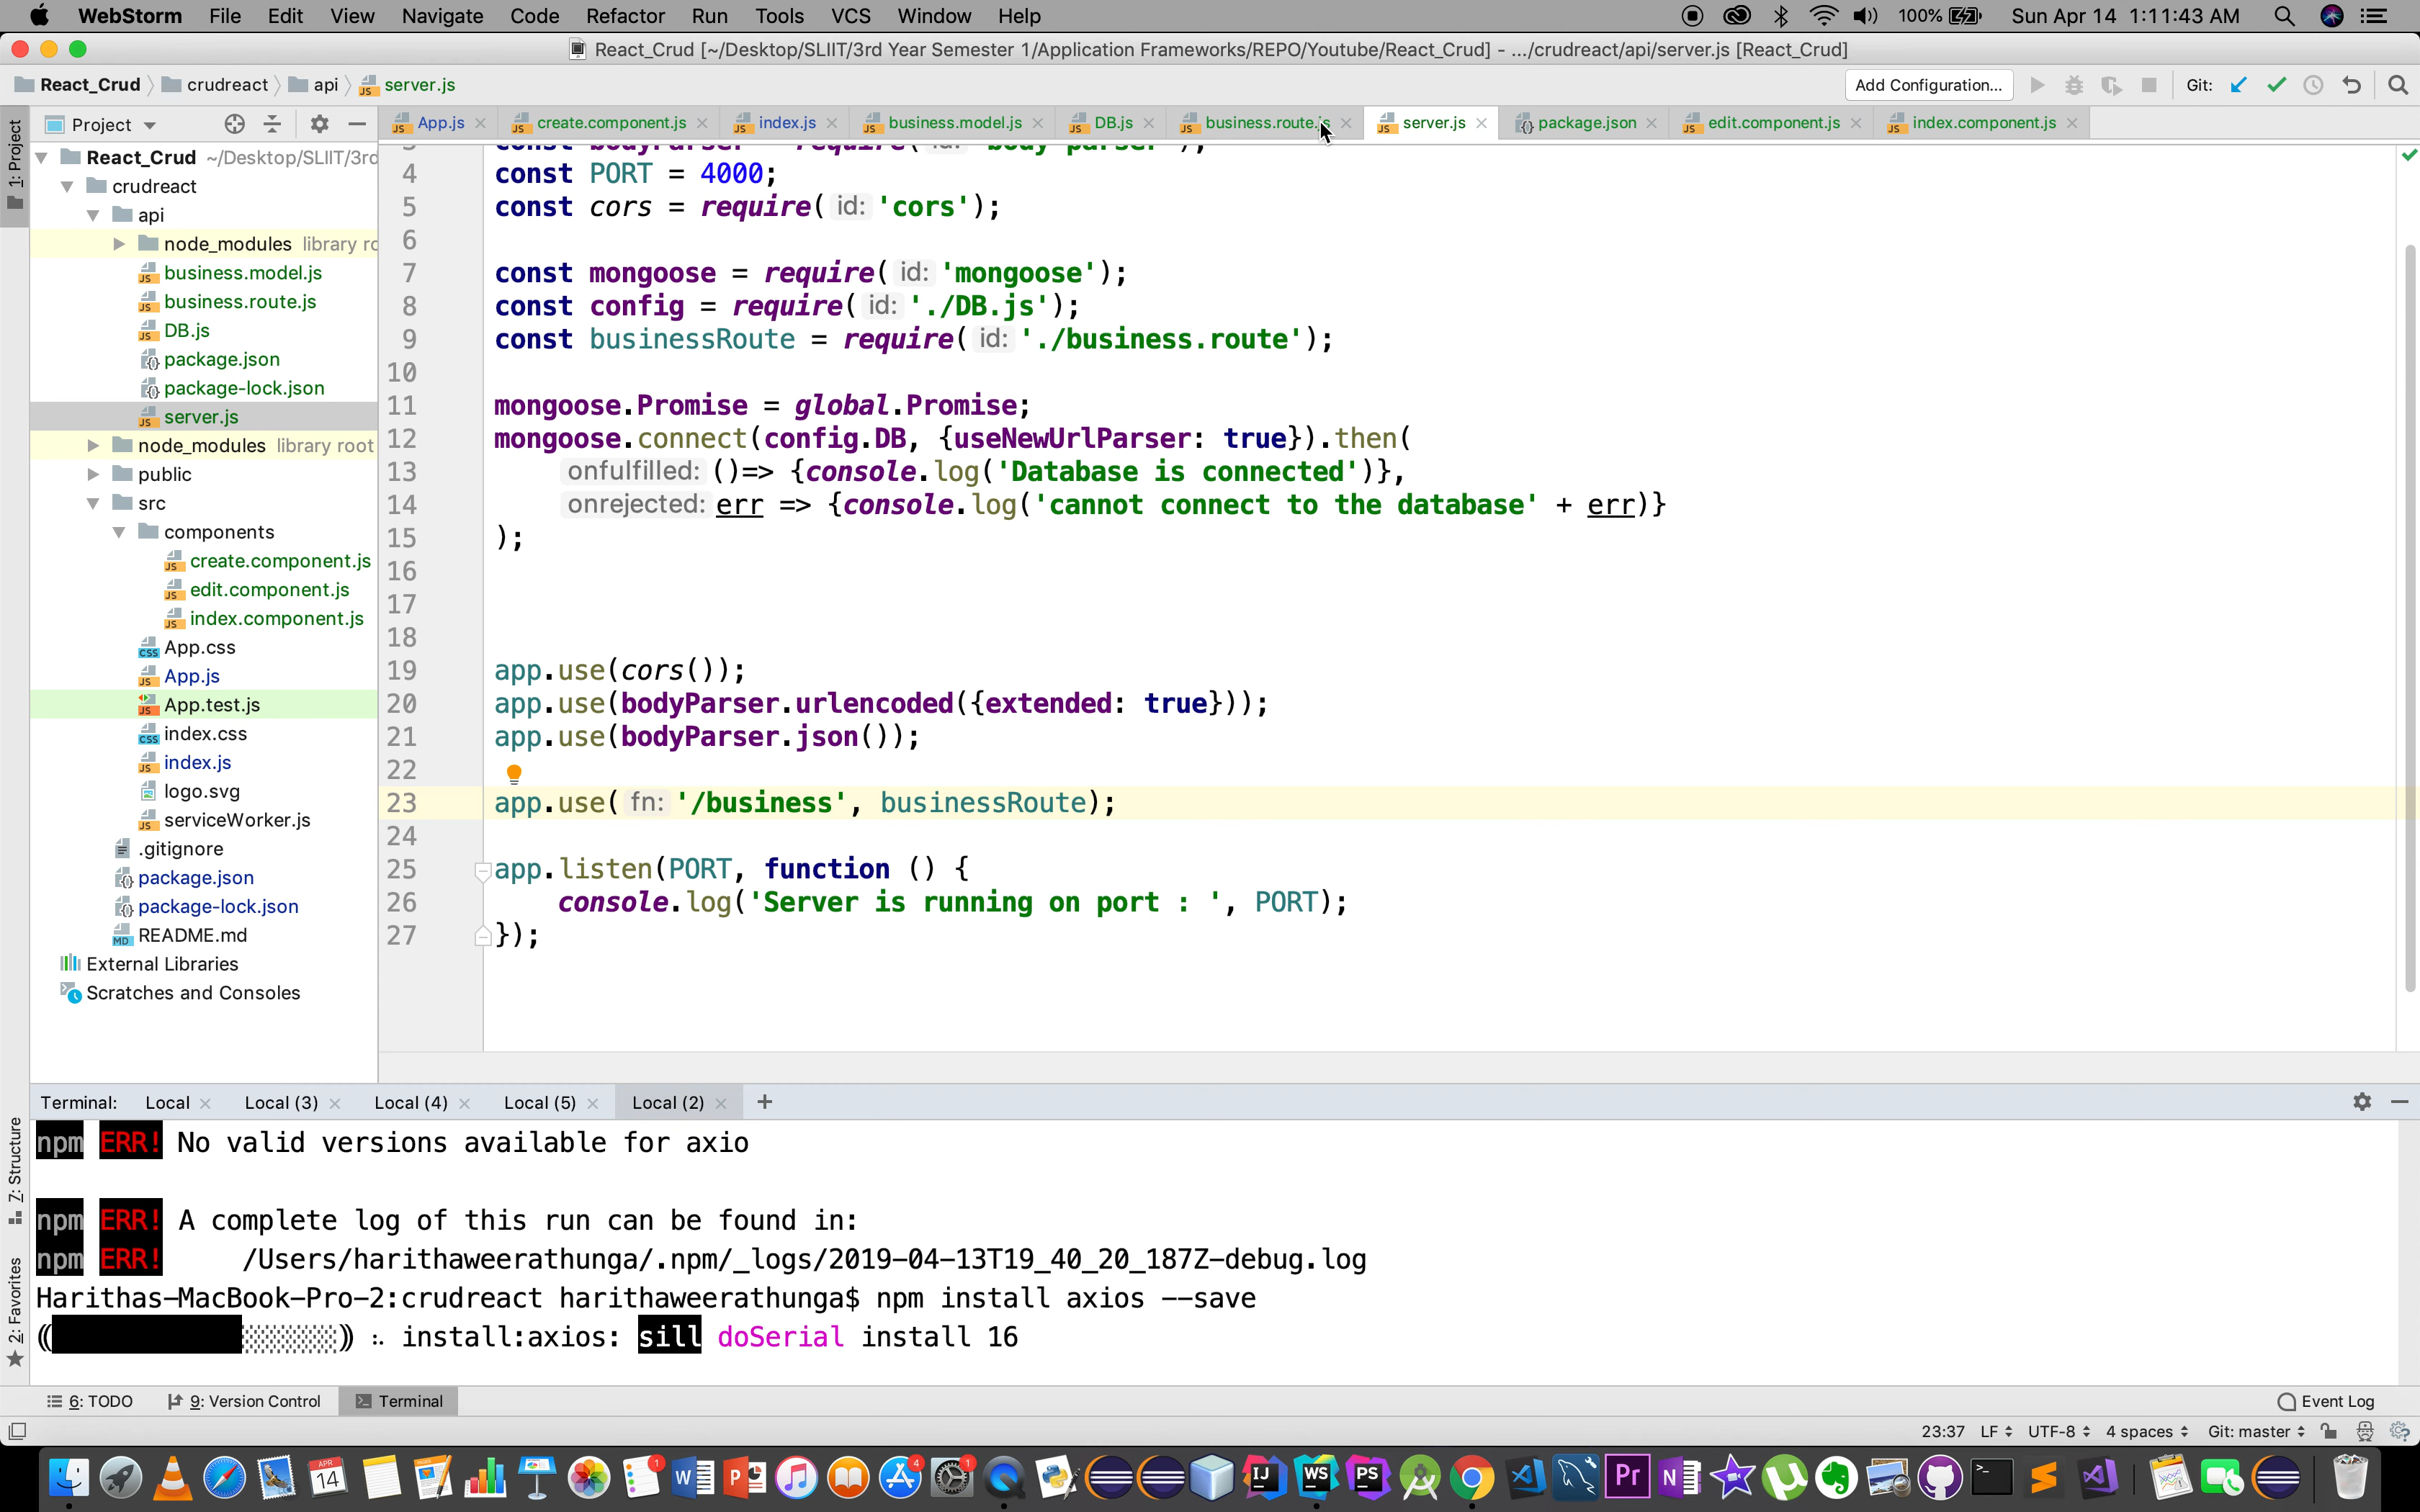 WebStorm File Edit View Navigate Code Refactor Run Tools VCS Window Help 100% Sun Apr 14 1:11:43 AM
React_Crud [~/Desktop/SLIIT/3rd Year Semester 1/Application Frameworks/REPO/Youtube/React_Crud] - .../crudreact/api/server.js [React_Crud]
React_Crud crudreact api server.js Add Configuration... Git:
Project App.js create.component.js index.js business.model.js DB.js business.route.js server.js package.json edit.component.js index.component.js
1: Project
React_Crud ~/Desktop/SLIIT/3rd
crudreact
api
node_modules library ro
business.model.js
business.route.js
DB.js
package.json
package-lock.json
server.js
node_modules library root
public
src
components
create.component.js
edit.component.js
index.component.js
App.css
App.js
App.test.js
index.css
index.js
logo.svg
serviceWorker.js
.gitignore
package.json
package-lock.json
README.md
External Libraries
Scratches and Consoles
3 const bodyParser = require( id: 'body-parser');
4 const PORT = 4000;
5 const cors = require( id: 'cors');
6
7 const mongoose = require( id: 'mongoose');
8 const config = require( id: './DB.js');
9 const businessRoute = require( id: './business.route');
10
11 mongoose.Promise = global.Promise;
12 mongoose.connect(config.DB, {useNewUrlParser: true}).then(
13 onfulfilled: ()=> {console.log('Database is connected')},
14 onrejected: err => {console.log('cannot connect to the database' + err)}
15 );
16
17
18
19 app.use(cors());
20 app.use(bodyParser.urlencoded({extended: true}));
21 app.use(bodyParser.json());
22
23 app.use( fn: '/business', businessRoute);
24
25 app.listen(PORT, function () {
26 console.log('Server is running on port : ', PORT);
27 });
Terminal: Local Local (3) Local (4) Local (5) Local (2) +
7: Structure
2: Favorites
npm ERR! No valid versions available for axio
npm ERR! A complete log of this run can be found in:
npm ERR! /Users/harithaweerathunga/.npm/_logs/2019-04-13T19_40_20_187Z-debug.log
Harithas-MacBook-Pro-2:crudreact harithaweerathunga$ npm install axios --save
install:axios: sill doSerial install 16
6: TODO 9: Version Control Terminal Event Log
23:37 LF UTF-8 4 spaces Git: master